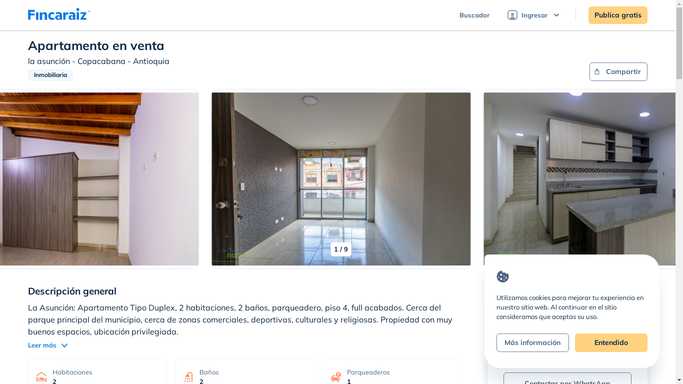 Fincaraiz
Buscador
Ingresar
Publica gratis
Apartamento en venta
la asunción - Copacabana - Antioquia
Inmobiliaria
Compartir
1 / 9
Descripción general
La Asunción: Apartamento Tipo Duplex, 2 habitaciones, 2 baños, parqueadero, piso 4, full acabados. Cerca del
parque principal del municipio, cerca de zonas comerciales, deportivas, culturales y religiosas. Propiedad con muy
buenos espacios, ubicación privilegiada.
Leer más
Habitaciones
2
Baños
2
Parqueaderos
1
Utilizamos cookies para mejorar tu experiencia en
nuestro sitio web. Al continuar en el sitio
consideramos que aceptas su uso.
Más información
Entendido
Contactar por WhatsApp